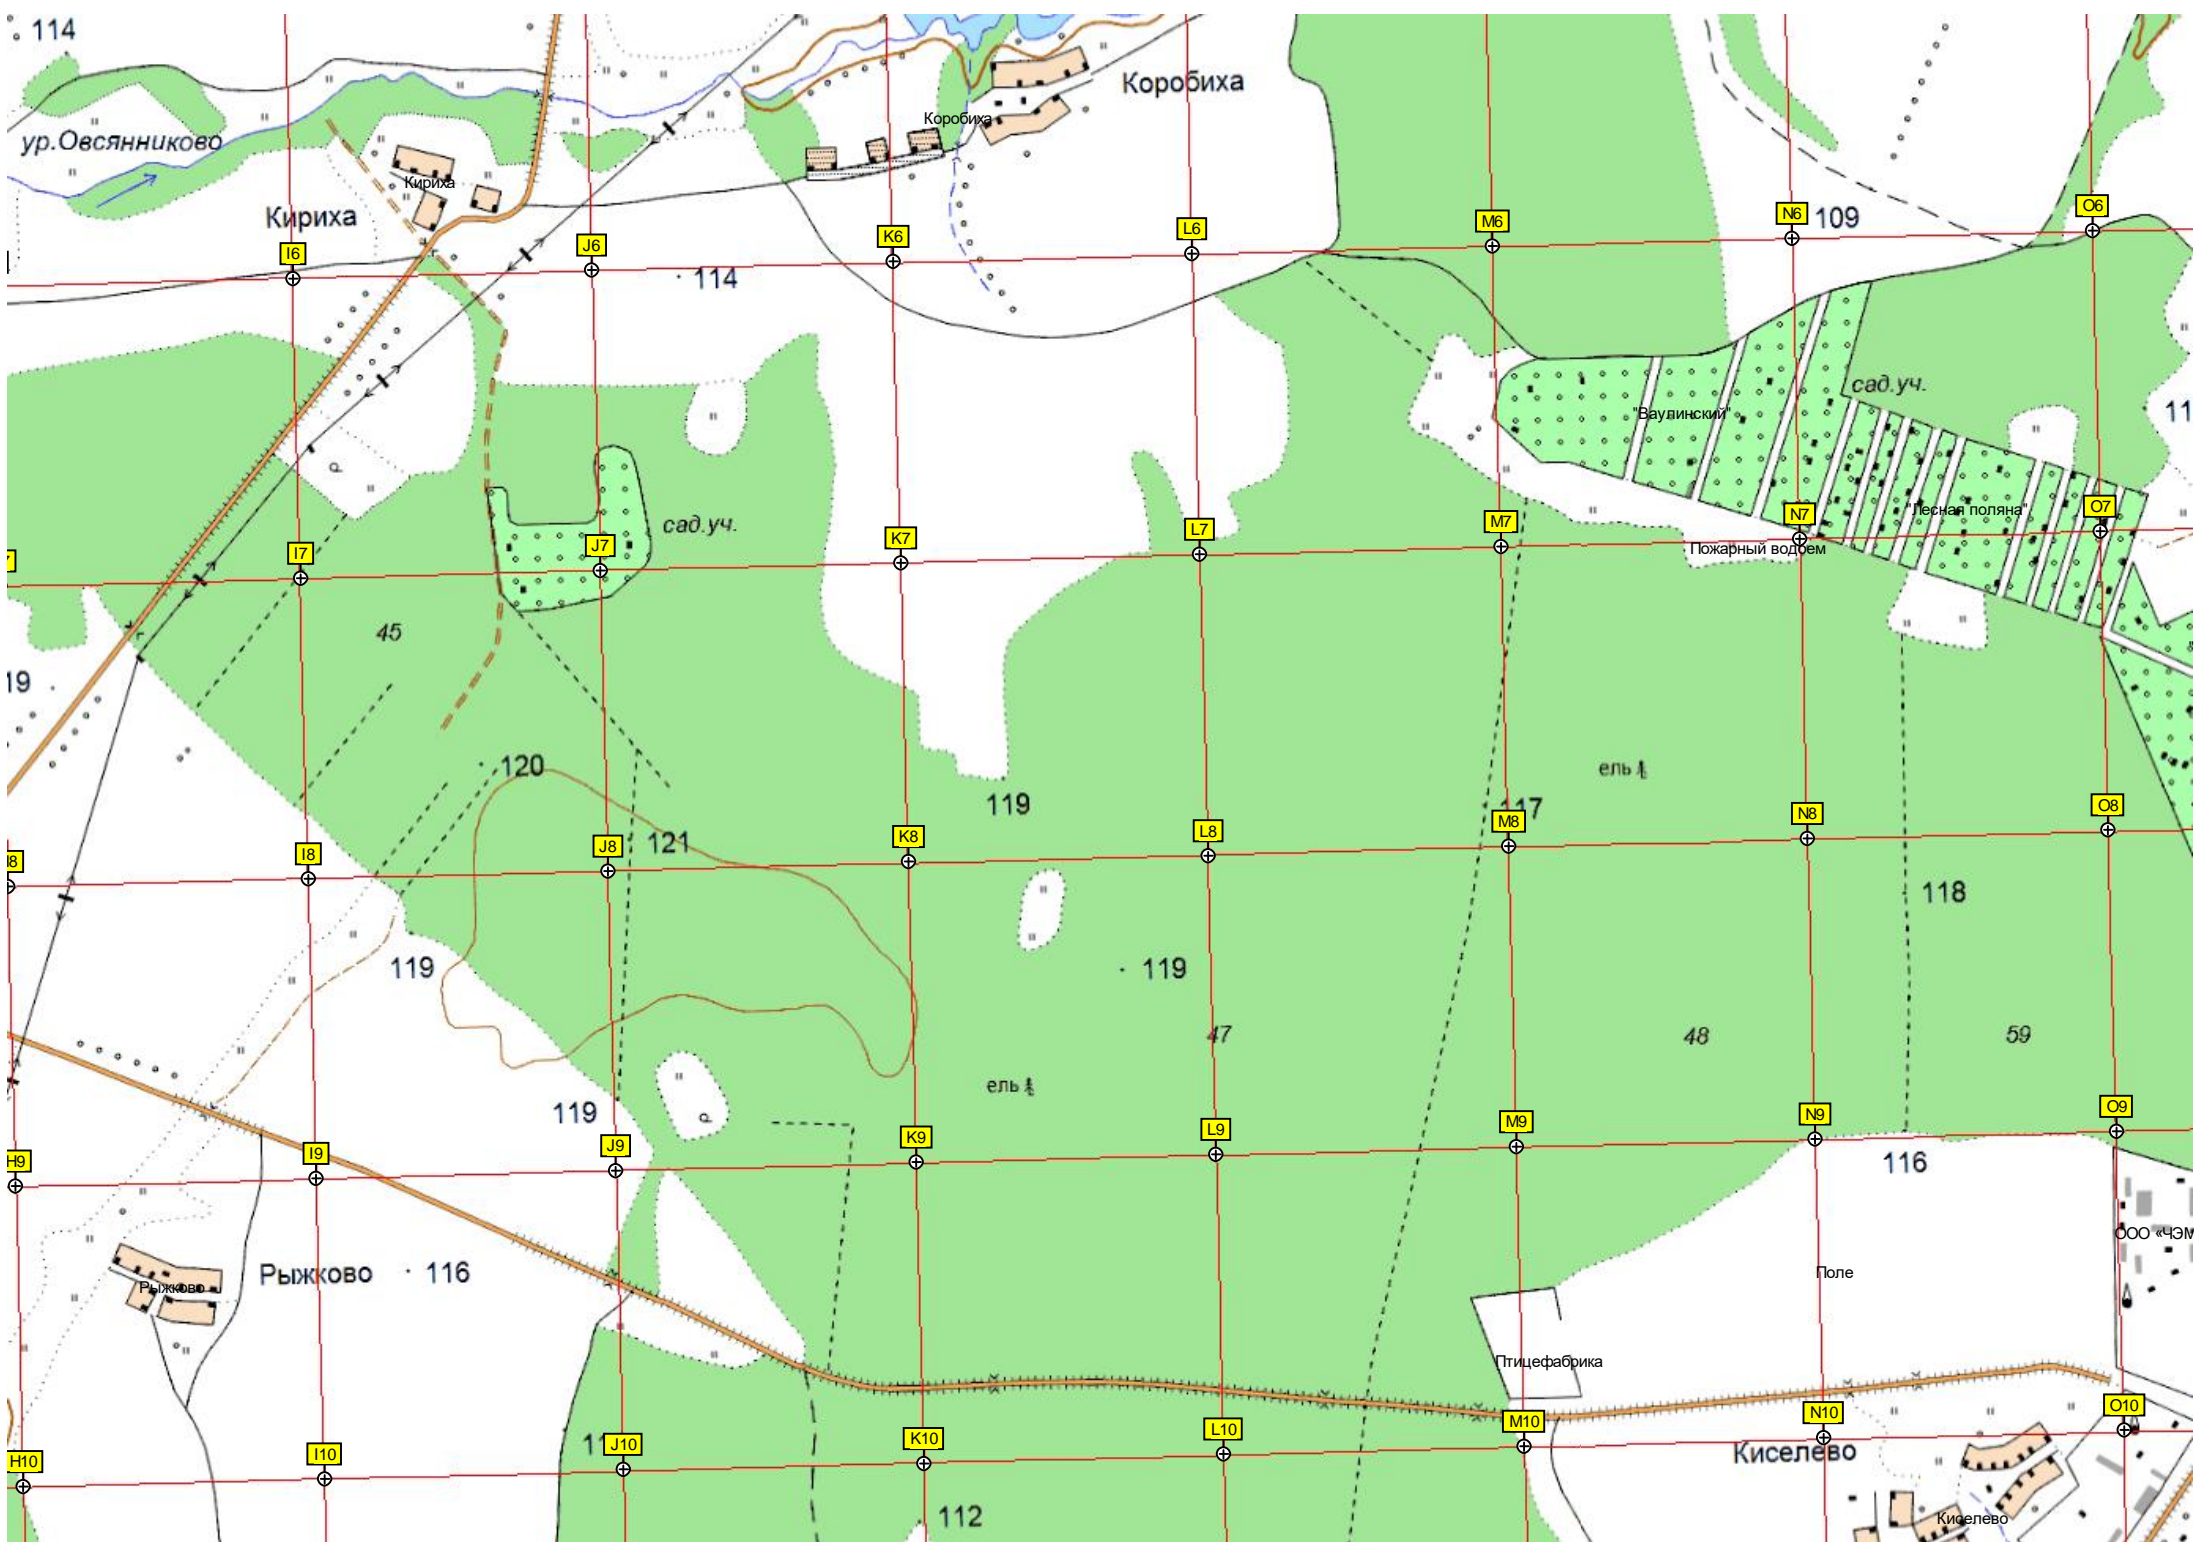 114
Коробиха
Коробиха
ур.Овсянниково
Кириха
Кириха
I6
J6
K6
L6
M6
N6
109
O6
114
сад.уч.
"Ваулинский"
11
сад.уч.
"Лесная поляна"
I7
J7
K7
L7
M7
N7
O7
7
Пожарный водоем
45
19
120
ель
119
117
121
I8
J8
K8
L8
M8
N8
O8
18
118
119
119
47
48
59
ель
119
H9
I9
J9
K9
L9
M9
N9
O9
116
ООО «ЧЭМ
Рыжково
116
Рыжково
Поле
Птицефабрика
H10
I10
11
J10
K10
L10
M10
N10
O10
Киселево
112
Киселево